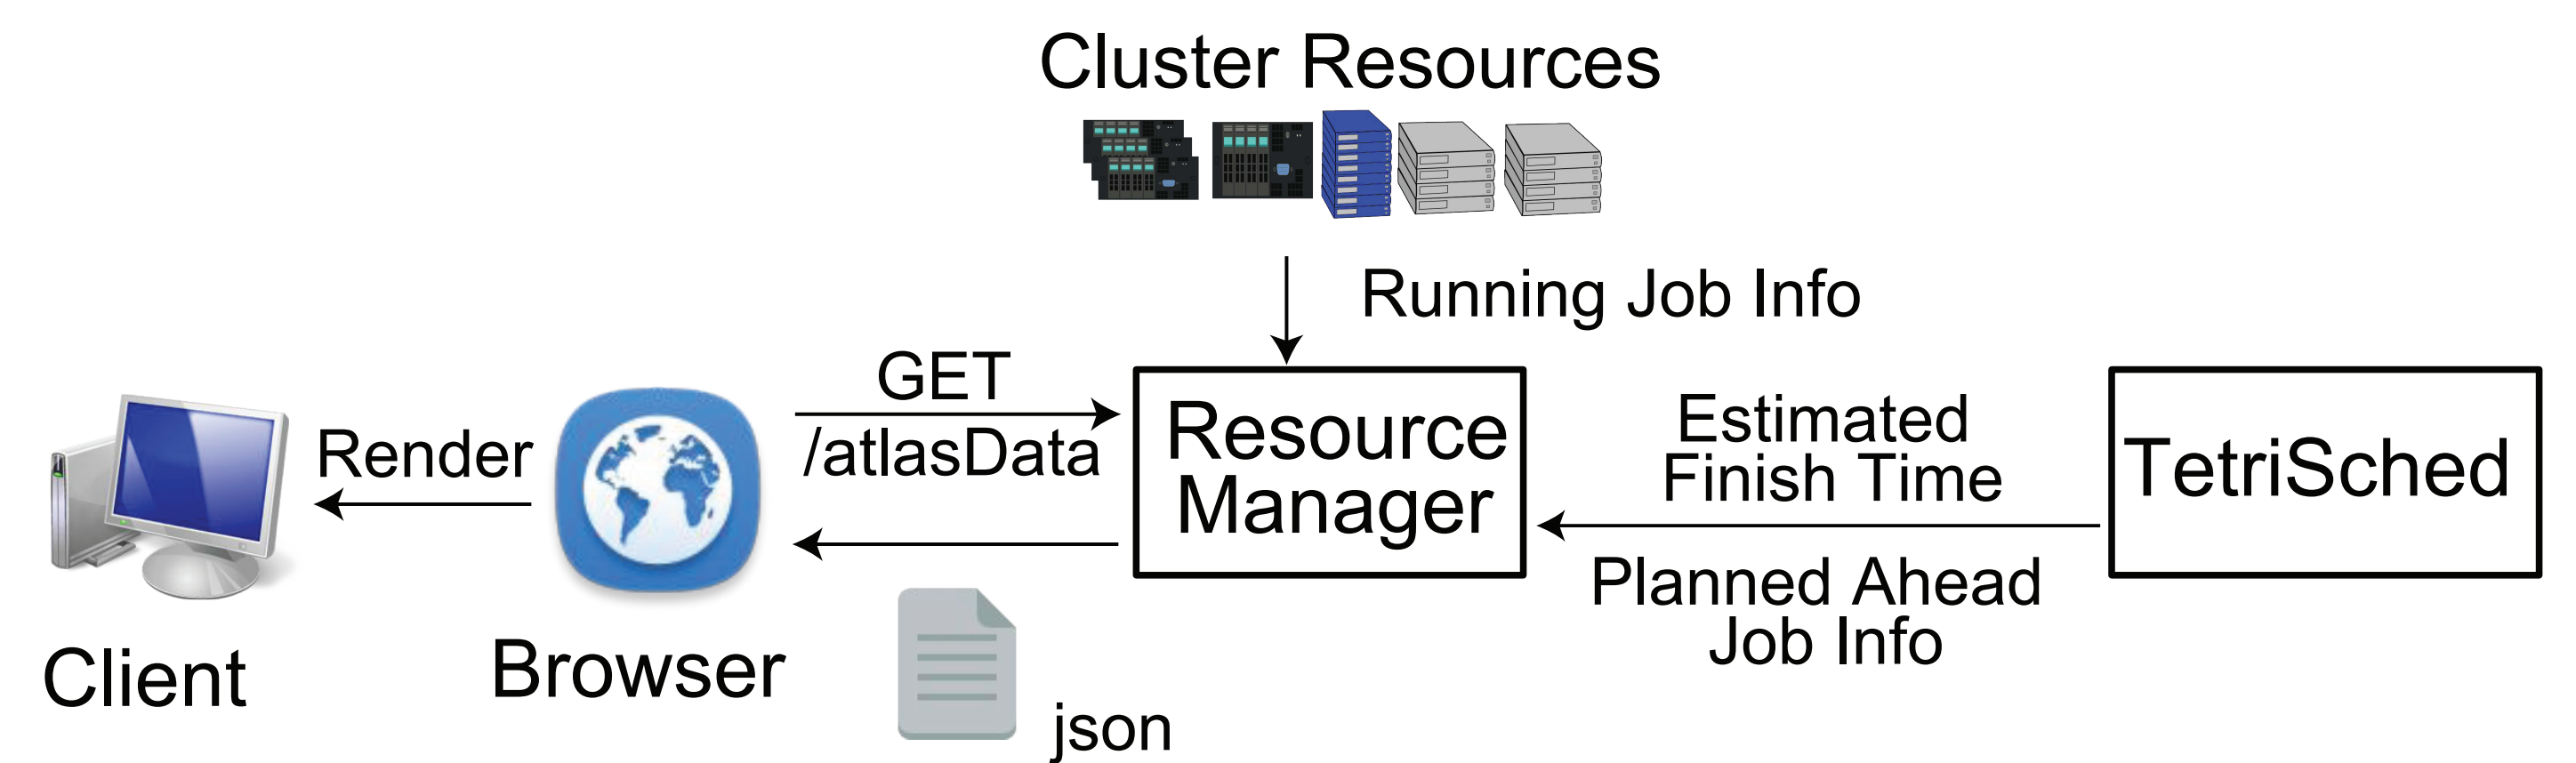 Cluster Resources
Running Job Info
GET
/atlasData
Render
Resource
Manager
Estimated
Finish Time
Planned Ahead
Job Info
TetriSched
Client
Browser
json